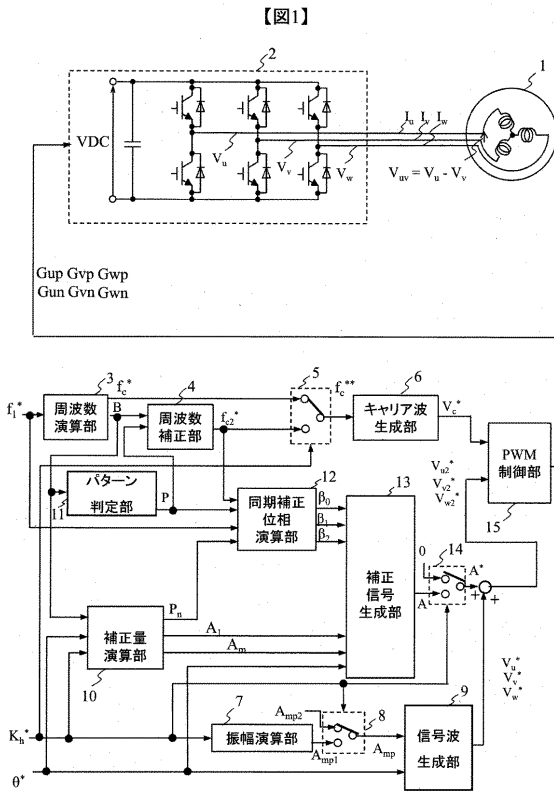 【図1】
1
2
VDC
Iu Iv Iw
Vu
Vv
Vw
Vuv = Vu - Vv
Gup Gvp Gwp
Gun Gvn Gwn
f1*
3
周波数
演算部
fc*
B
4
周波数
補正部
fc2*
5
fc**
6
キャリア波
生成部
Vc*
PWM
制御部
15
Vu2*
Vv2*
Vw2*
パターン
判定部
11
P
12
同期補正
位相
演算部
β0
β1
β2
13
補正
信号
生成部
0
14
A*
A
+
+
補正量
演算部
10
Pn
A1
Am
Vu*
Vv*
Vw*
Kh*
7
振幅演算部
Amp2
Amp1
8
Amp
9
信号波
生成部
θ*